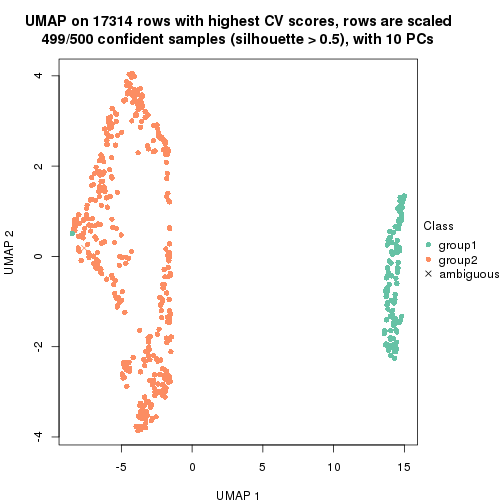 UMAP on 17314 rows with highest CV scores, rows are scaled
499/500 confident samples (silhouette > 0.5), with 10 PCs
4
2
0
-2
-4
UMAP 2
-5
0
5
10
15
UMAP 1
Class
group1
group2
ambiguous